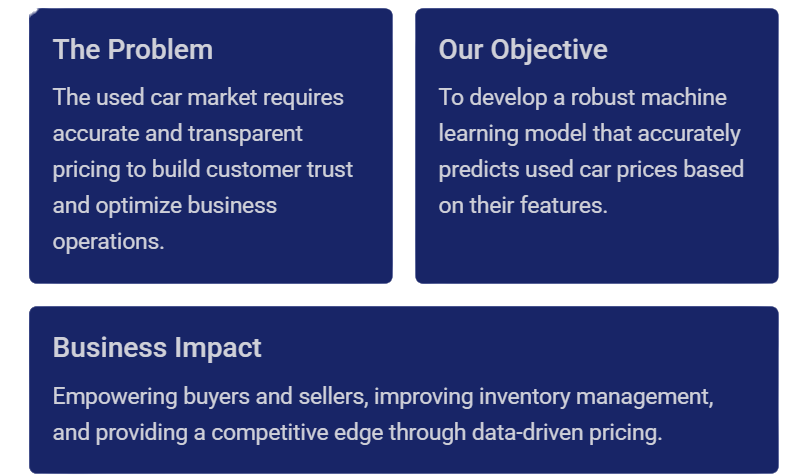 The Problem
The used car market requires
accurate and transparent
pricing to build customer trust
and optimize business
operations.
Our Objective
To develop a robust machine
learning model that accurately
predicts used car prices based
on their features.
Business Impact
Empowering buyers and sellers, improving inventory management,
and providing a competitive edge through data-driven pricing.